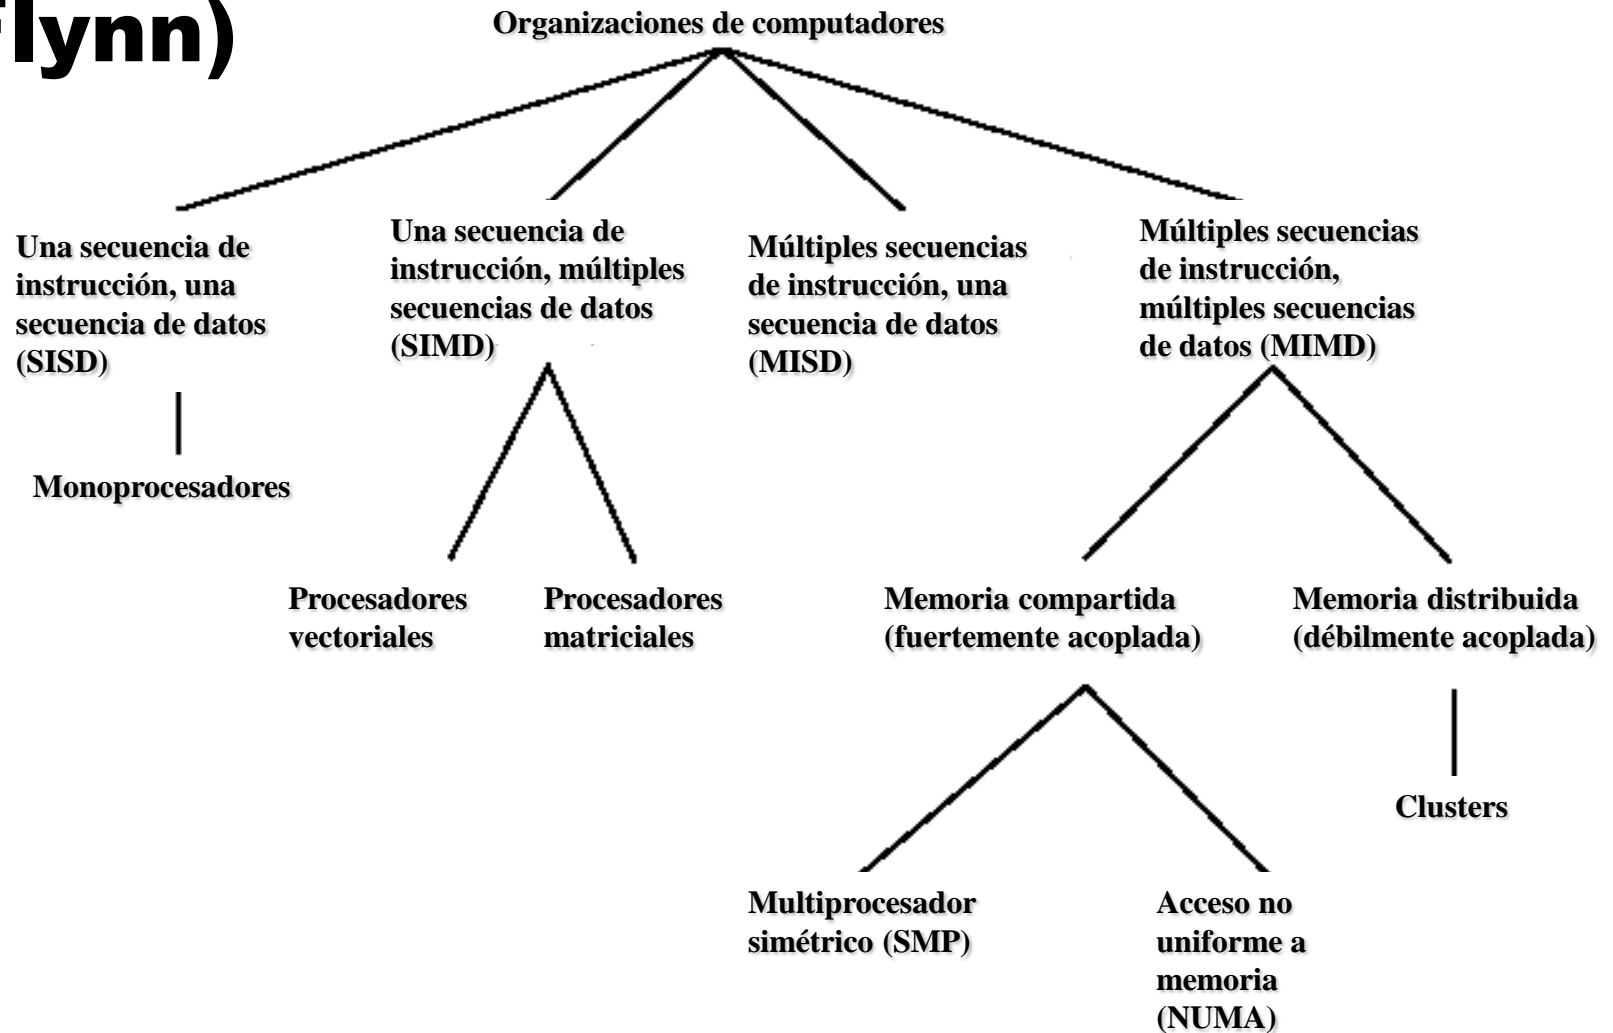 Flynn)
Organizaciones de computadores
Una secuencia de
instrucción, una
secuencia de datos
(SISD)
Una secuencia de
instrucción, múltiples
secuencias de datos
(SIMD)
Múltiples secuencias
de instrucción, una
secuencia de datos
(MISD)
Múltiples secuencias
de instrucción,
múltiples secuencias
de datos (MIMD)
Monoprocesadores
Procesadores
vectoriales
Procesadores
matriciales
Memoria compartida
(fuertemente acoplada)
Memoria distribuida
(débilmente acoplada)
Clusters
Multiprocesador
simétrico (SMP)
Acceso no
uniforme a
memoria
(NUMA)